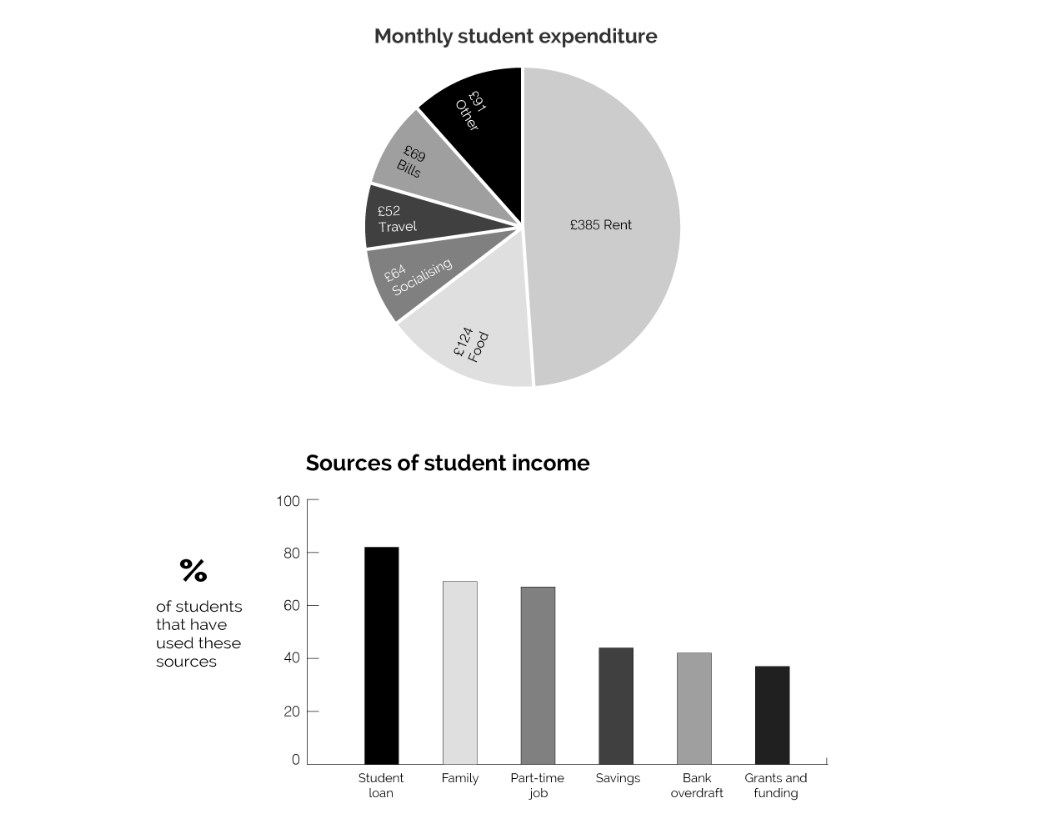 Monthly student expenditure
£91
Other
£69
Bills
£52
Travel
£64
Socialising
£124
Food
£385 Rent
Sources of student income
%
of students
that have
used these
sources
100
80
60
40
20
0
Student
loan
Family
Part-time
job
Savings
Bank
overdraft
Grants and
funding